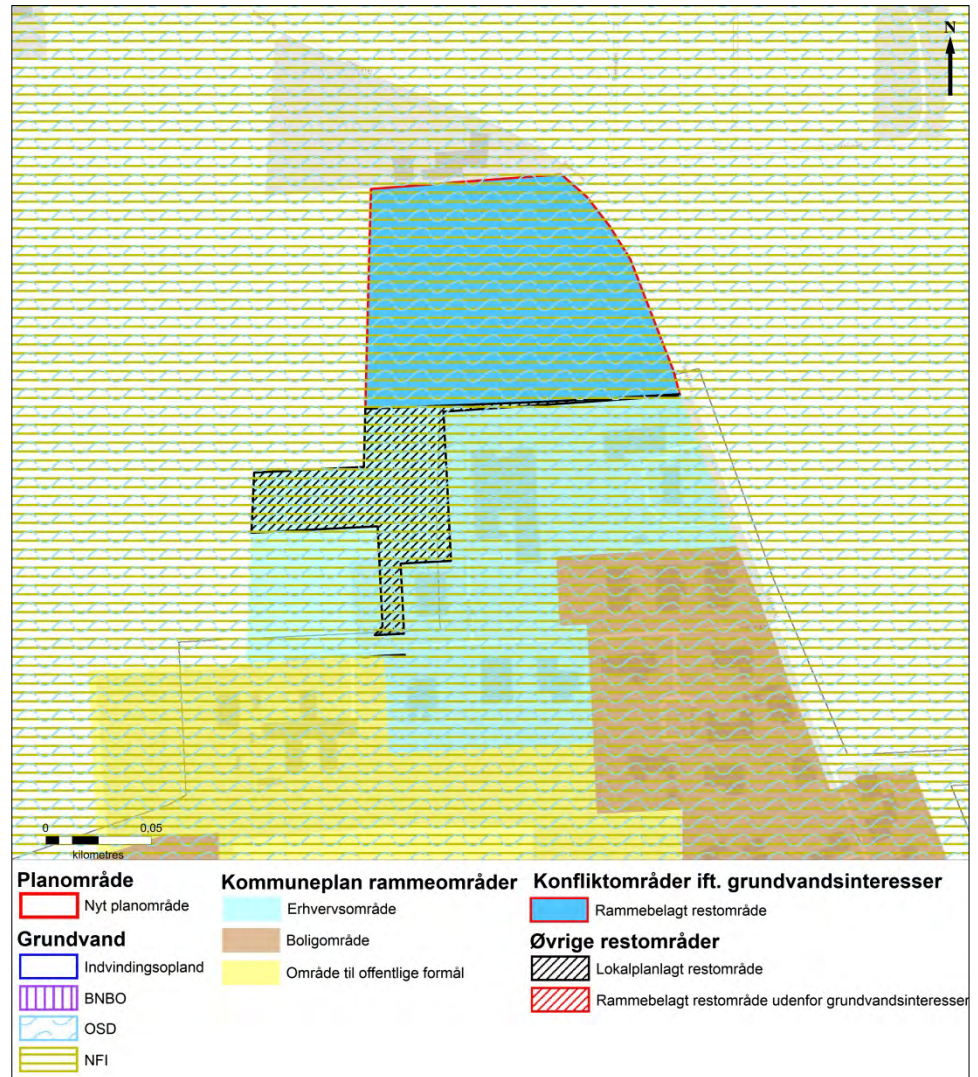 N
0 0,05
kilometres
Planområde
Nyt planområde
Grundvand
Indvindingsopland
BNBO
OSD
NFI
Kommuneplan rammeområder
Erhvervsområde
Boligområde
Område til offentlige formål
Konfliktområder ift. grundvandsinteresser
Rammebelagt restområde
Øvrige restområder
Lokalplanlagt restområde
Rammebelagt restområde udenfor grundvandsinteresser